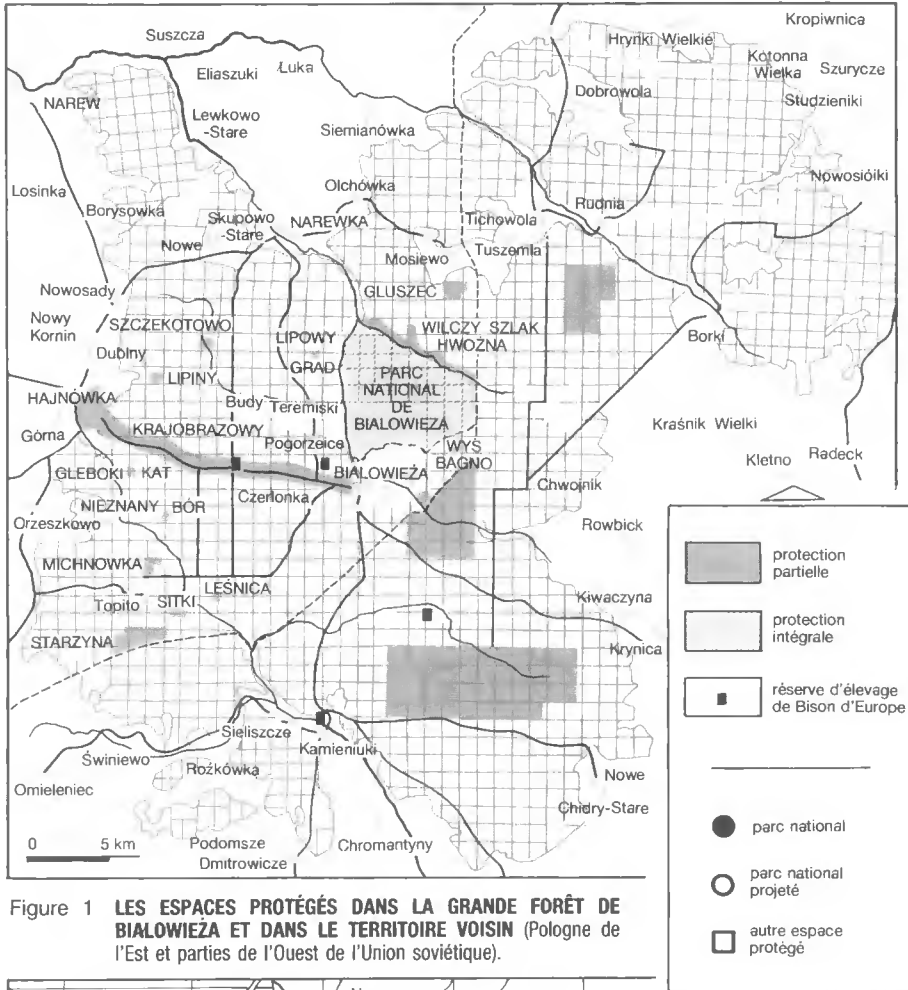 Kropiwnica
Suszcza
Hrynki Wielkie
Eliaszuki
Łuka
Kotonna
Wielka
Szurycze
NAREW
Dobrowola
Studzieniki
Lewkowo
-Stare
Siemianówka
Nowosiółki
Losinka
Olchówka
Borysowka
Skupowo
-Stare
NAREWKA
Tichowola
Rudnia
Nowe
Mosiewo
Tuszemla
Nowosady
GLUSZEC
Nowy
Kornin
SZCZEKOTOWO
LIPOWY
WILCZY SZLAK
HWOŹNA
Borki
Dubiny
GRAD
PARC
NATIONAL
DE
BIALOWIEZA
LIPINY
HAJNÓWKA
Budy
Teremiski
Kraśnik Wielki
Górna
KRAJOBRAZOWY
Pogorzelce
WYS
BAGNO
Kletno
Radeck
GLEBOKI KAT
BIALOWIEŻA
Chwojnik
Czerlonka
NIEZNANY BÓR
Rowbick
Orzeszkowo
MICHNOWKA
LEŚNICA
Kiwaczyna
Topiło
SITKI
STARZYNA
Krynica
Sieliszcze
Kamieniuki
Świniewo
Rożkówka
Nowe
Omieleniec
Chidry-Stare
0 5 km
Podomsze
Dmitrowicze
Chromantyny
protection
partielle
protection
intégrale
réserve d'élevage
de Bison d'Europe
parc national
parc national
projeté
autre espace
protégé
Figure 1 LES ESPACES PROTÉGÉS DANS LA GRANDE FORÊT DE
BIALOWIEŻA ET DANS LE TERRITOIRE VOISIN (Pologne de
l'Est et parties de l'Ouest de l'Union soviétique).